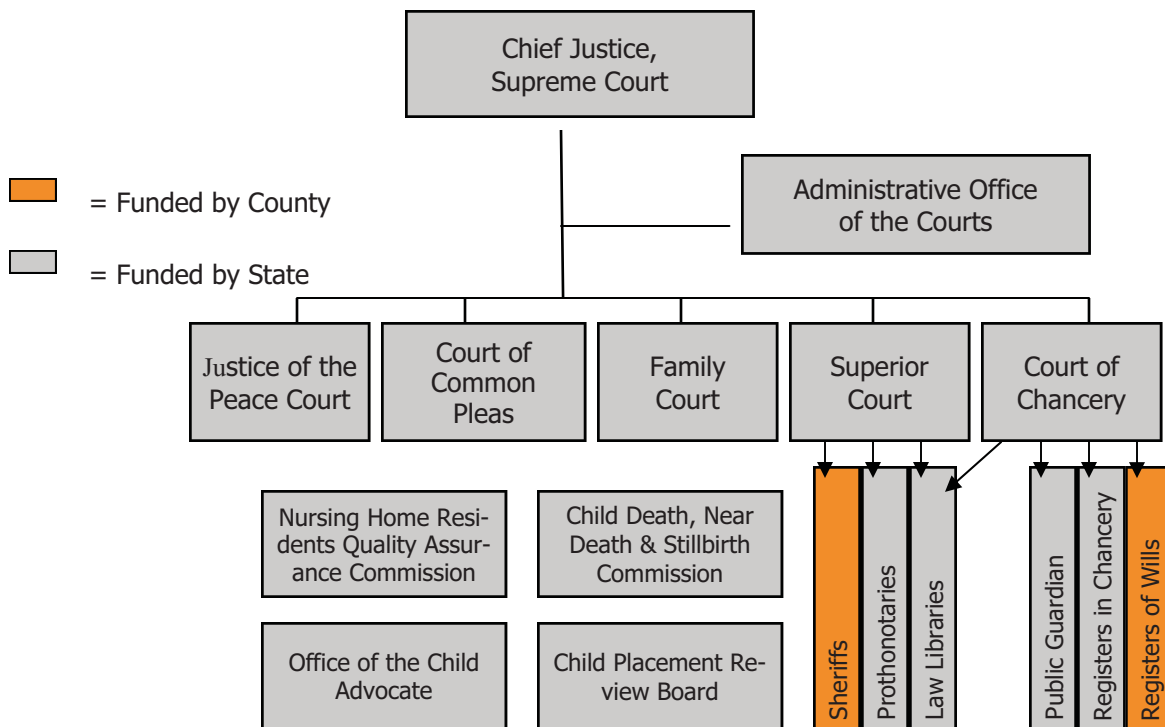 Chief Justice,
Supreme Court
= Funded by County
= Funded by State
Administrative Office
of the Courts
Justice of the
Peace Court
Court of
Common
Pleas
Family
Court
Superior
Court
Court of
Chancery
Nursing Home Resi-
dents Quality Assur-
ance Commission
Child Death, Near
Death & Stillbirth
Commission
Office of the Child
Advocate
Child Placement Re-
view Board
Sheriffs
Prothonotaries
Law Libraries
Public Guardian
Registers in Chancery
Registers of Wills